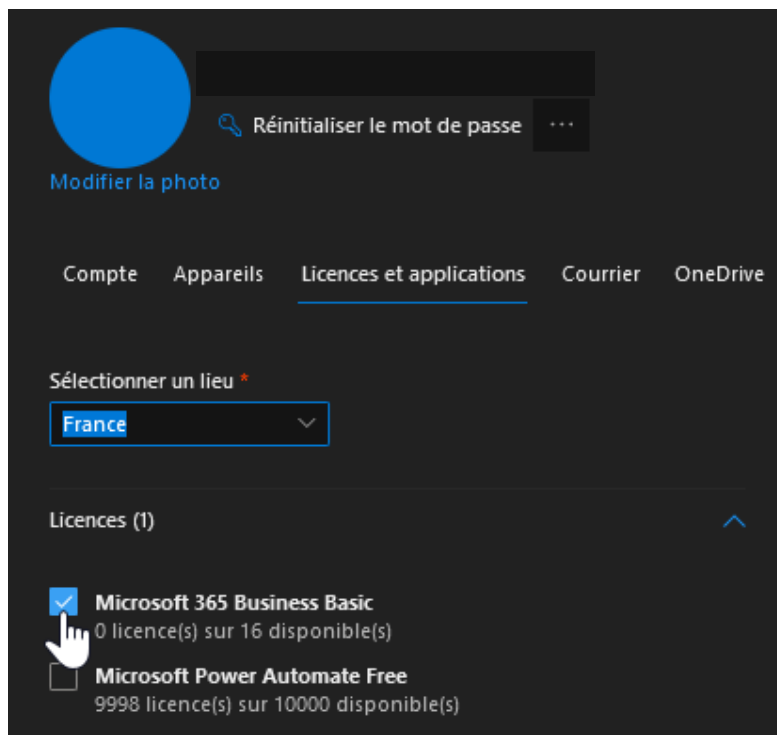 Réinitialiser le mot de passe
Modifier la photo
Compte Appareils Licences et applications Courrier OneDrive
Sélectionner un lieu *
France
Licences (1)
Microsoft 365 Business Basic
0 licence(s) sur 16 disponible(s)
Microsoft Power Automate Free
9998 licence(s) sur 10000 disponible(s)